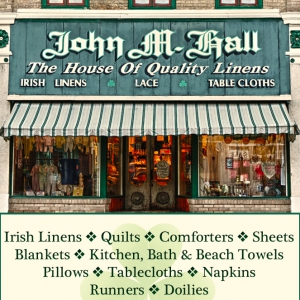 John M. Hall
The House Of Quality Linens
IRISH LINENS ☘ LACE ☘ TABLE CLOTHS
Irish Linens ❖ Quilts ❖ Comforters ❖ Sheets
Blankets ❖ Kitchen, Bath & Beach Towels
Pillows ❖ Tablecloths ❖ Napkins
Runners ❖ Doilies